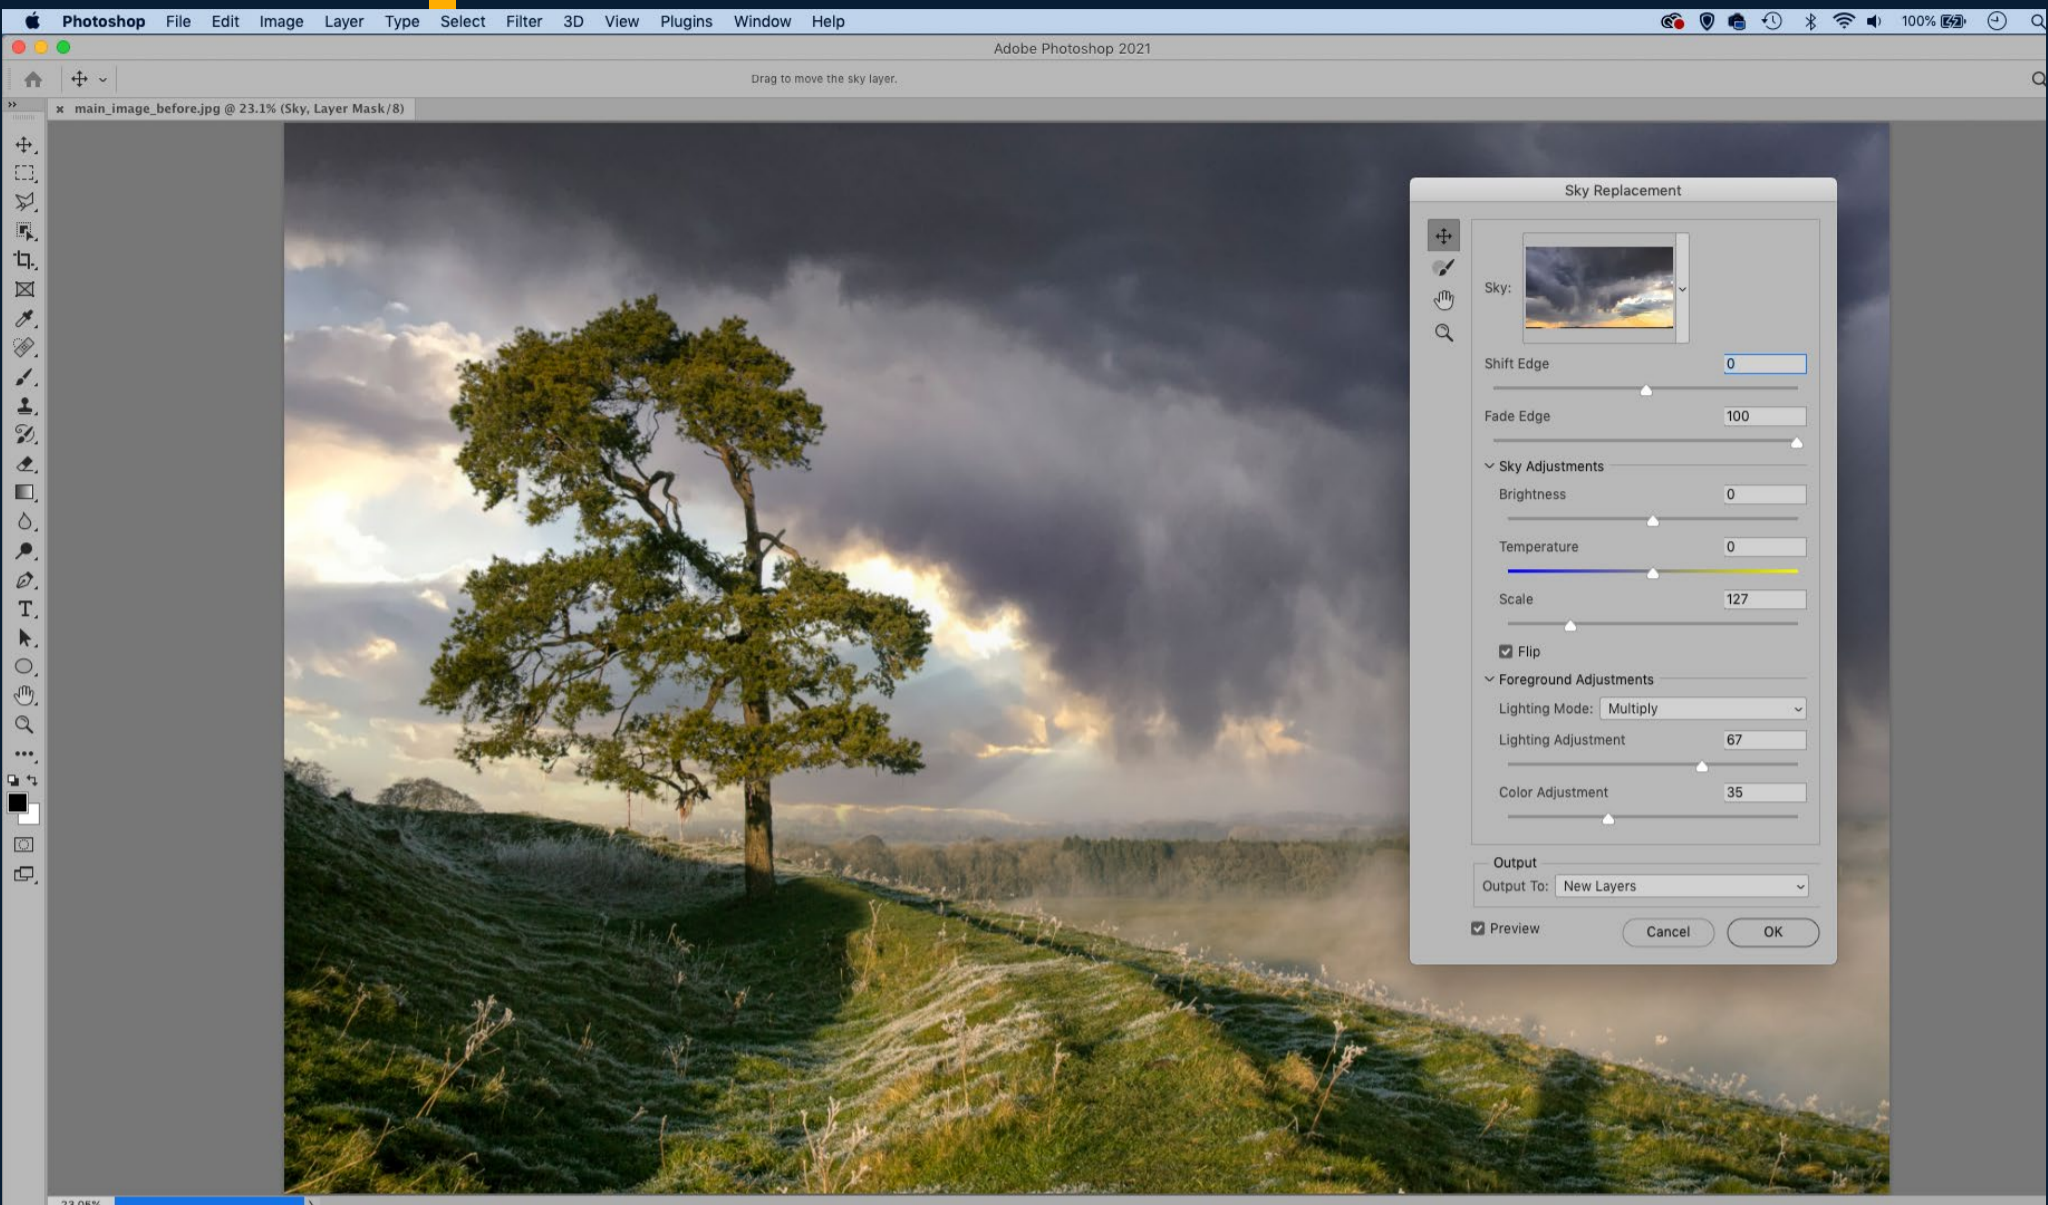 Photoshop File Edit Image Layer Type Select Filter 3D View Plugins Window Help 100%
Adobe Photoshop 2021
Drag to move the sky layer.
main_image_before.jpg @ 23.1% (Sky, Layer Mask/8)
Sky Replacement
Sky:
Shift Edge 0
Fade Edge 100
Sky Adjustments
Brightness 0
Temperature 0
Scale 127
Flip
Foreground Adjustments
Lighting Mode: Multiply
Lighting Adjustment 67
Color Adjustment 35
Output
Output To: New Layers
Preview Cancel OK